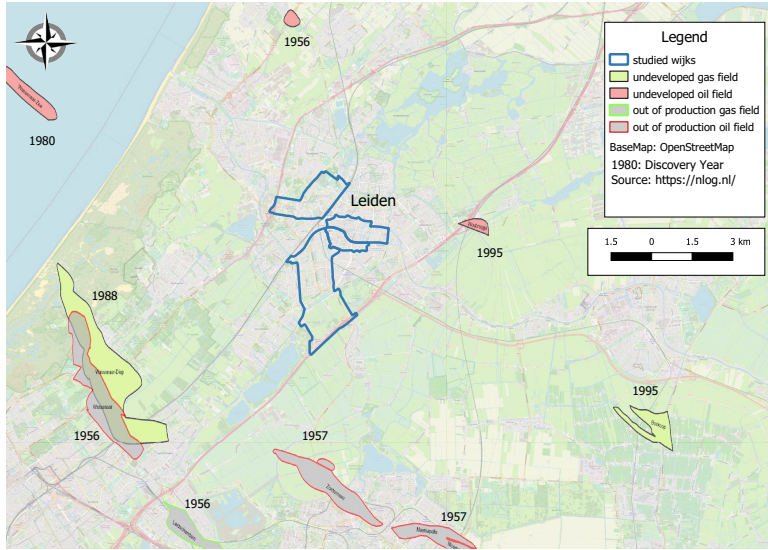 1956
1980
Leiden
1995
1988
1956
1957
1956
1957
1995
Zoetermeer
Legend
studied wijks
undeveloped gas field
undeveloped oil field
out of production gas field
out of production oil field
BaseMap: OpenStreetMap
1980: Discovery Year
Source: https://nlog.nl/
1.5 0 1.5 3 km